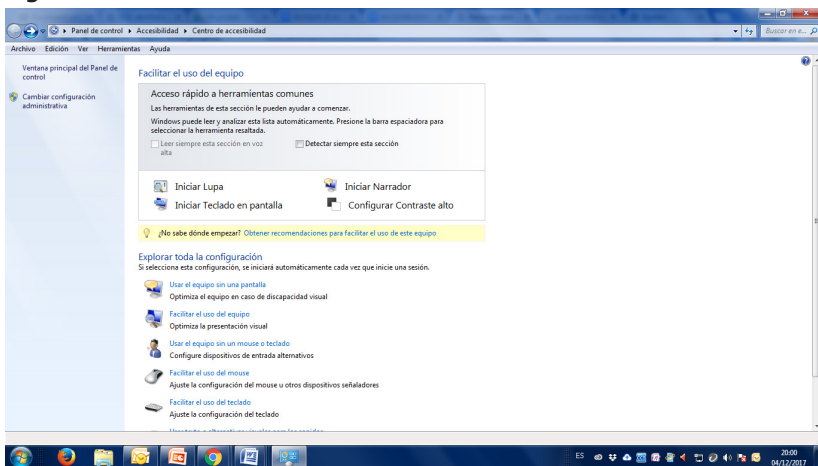 Panel de control ▸ Accesibilidad ▸ Centro de accesibilidad
Buscar en e...
Archivo Edición Ver Herramientas Ayuda
Ventana principal del Panel de
control
Cambiar configuración
administrativa
Facilitar el uso del equipo
Acceso rápido a herramientas comunes
Las herramientas de esta sección le pueden ayudar a comenzar.
Windows puede leer y analizar esta lista automáticamente. Presione la barra espaciadora para
seleccionar la herramienta resaltada.
Leer siempre esta sección en voz
alta
Detectar siempre esta sección
Iniciar Lupa
Iniciar Narrador
Iniciar Teclado en pantalla
Configurar Contraste alto
¿No sabe dónde empezar? Obtener recomendaciones para facilitar el uso de este equipo
Explorar toda la configuración
Si selecciona esta configuración, se iniciará automáticamente cada vez que inicie una sesión.
Usar el equipo sin una pantalla
Optimiza el equipo en caso de discapacidad visual
Facilitar el uso del equipo
Optimiza la presentación visual
Usar el equipo sin un mouse o teclado
Configure dispositivos de entrada alternativos
Facilitar el uso del mouse
Ajuste la configuración del mouse u otros dispositivos señaladores
Facilitar el uso del teclado
Ajuste la configuración del teclado
ES
20:00
04/12/2017